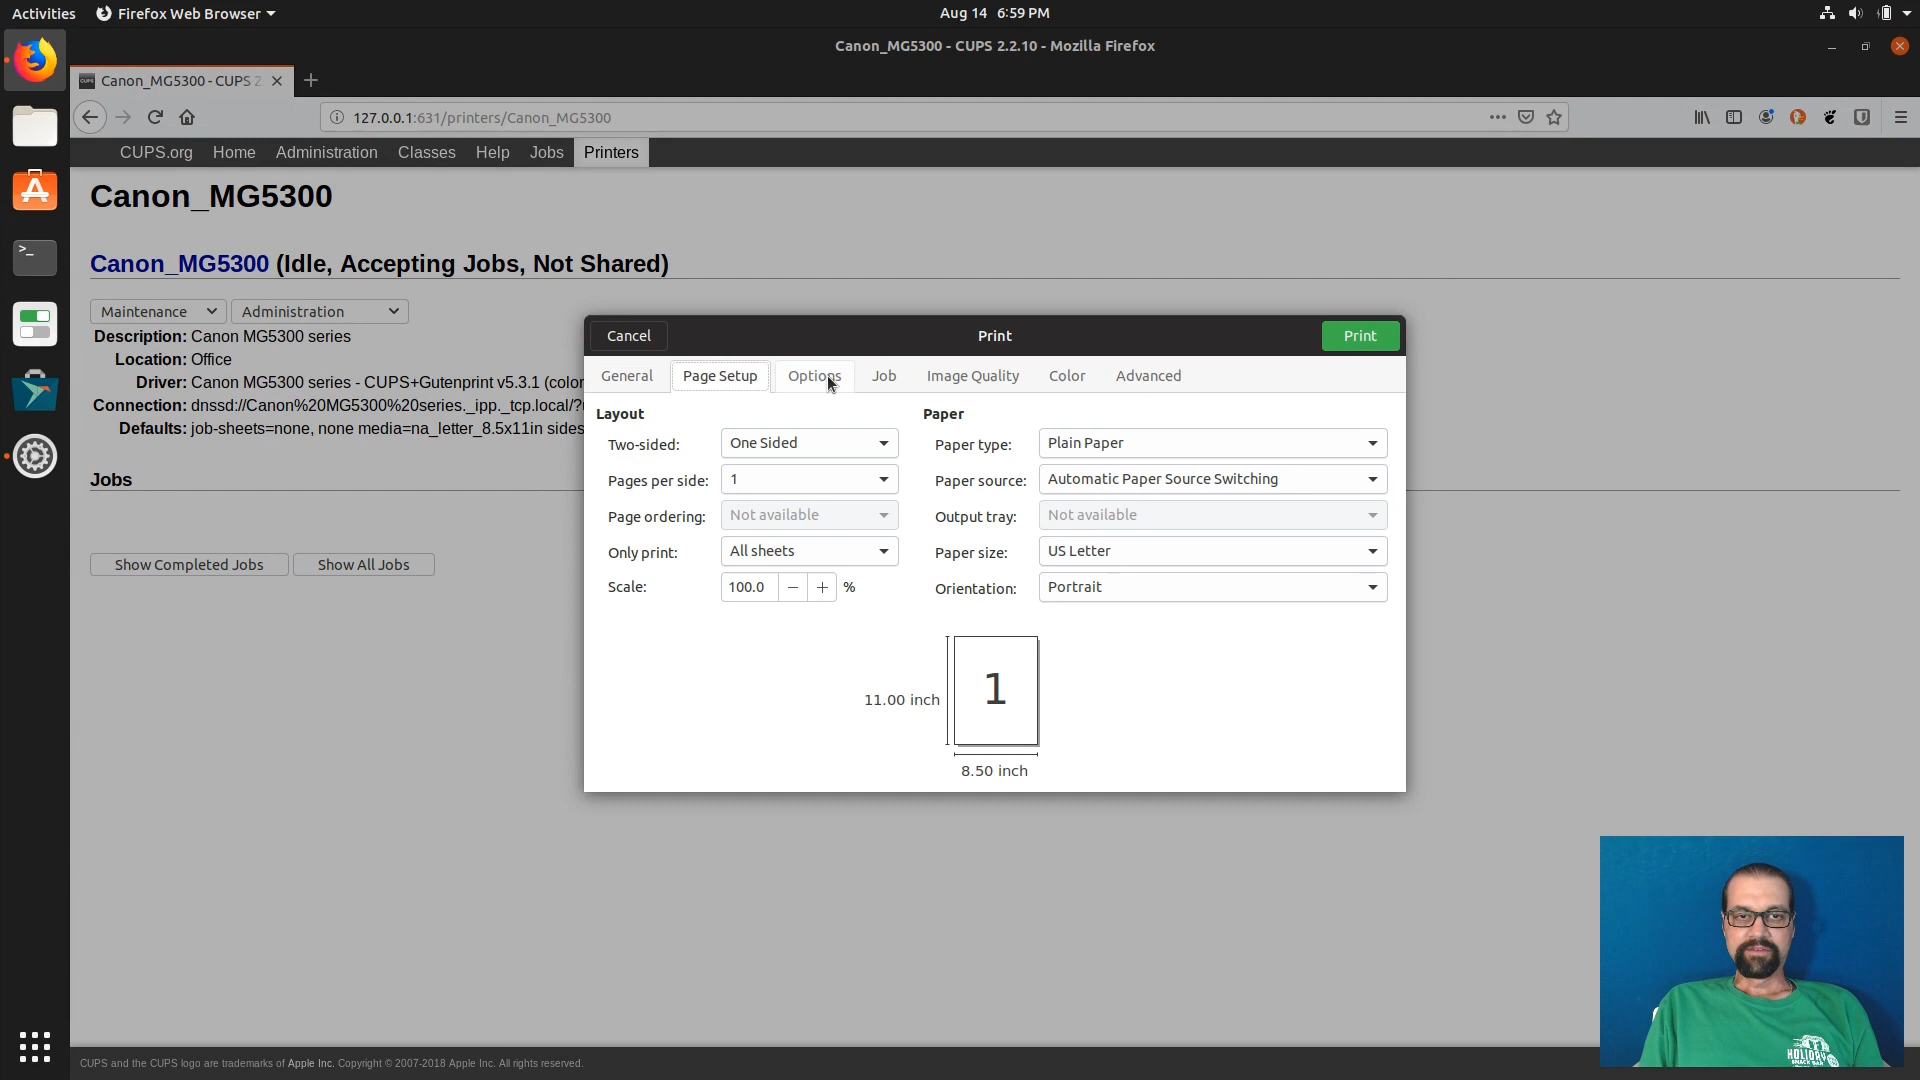 Activities Firefox Web Browser Aug 14 6:59 PM
Canon_MG5300 - CUPS 2.2.10 - Mozilla Firefox
CUPS Canon_MG5300 - CUPS 2
127.0.0.1:631/printers/Canon_MG5300
CUPS.org Home Administration Classes Help Jobs Printers
Canon_MG5300
Canon_MG5300 (Idle, Accepting Jobs, Not Shared)
Maintenance Administration
Description: Canon MG5300 series
Location: Office
Driver: Canon MG5300 series - CUPS+Gutenprint v5.3.1 (color
Connection: dnssd://Canon%20MG5300%20series._ipp._tcp.local/?
Defaults: job-sheets=none, none media=na_letter_8.5x11in sides
Jobs
Show Completed Jobs Show All Jobs
Cancel Print Print
General Page Setup Options Job Image Quality Color Advanced
Layout Paper
Two-sided: One Sided Paper type: Plain Paper
Pages per side: 1 Paper source: Automatic Paper Source Switching
Page ordering: Not available Output tray: Not available
Only print: All sheets Paper size: US Letter
Scale: 100.0 − + % Orientation: Portrait
1
11.00 inch
8.50 inch
HOLIDAY
CUPS and the CUPS logo are trademarks of Apple Inc. Copyright © 2007-2018 Apple Inc. All rights reserved.